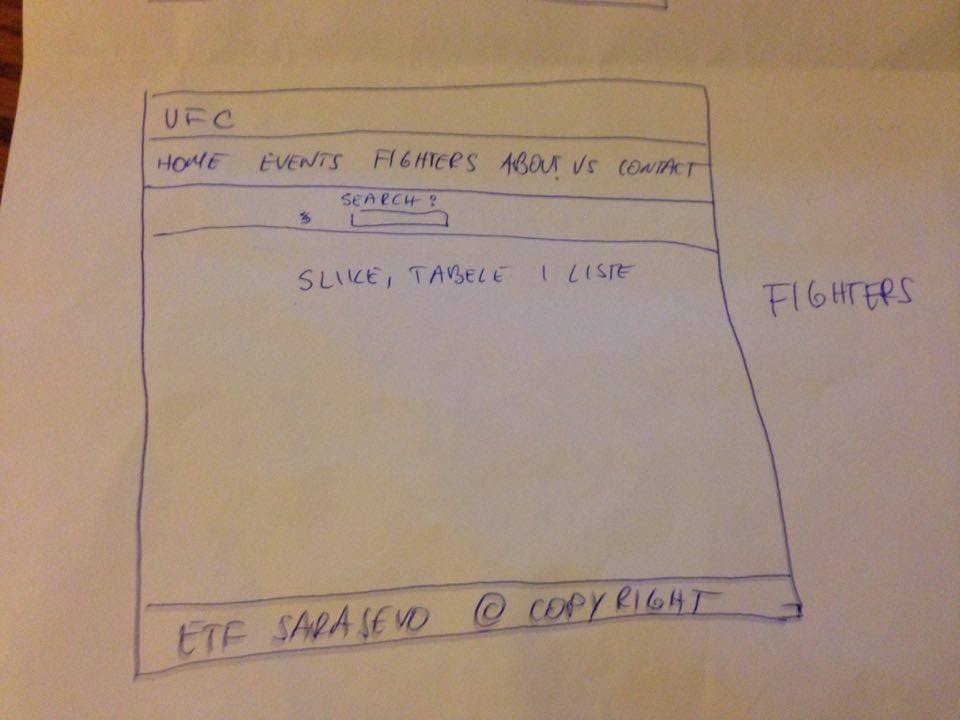 UFC
HOME EVENTS FIGHTERS ABOUT US CONTACT
SEARCH:
SLIKE, TABELE I LISTE
FIGHTERS
ETF SARAJEVO © COPYRIGHT